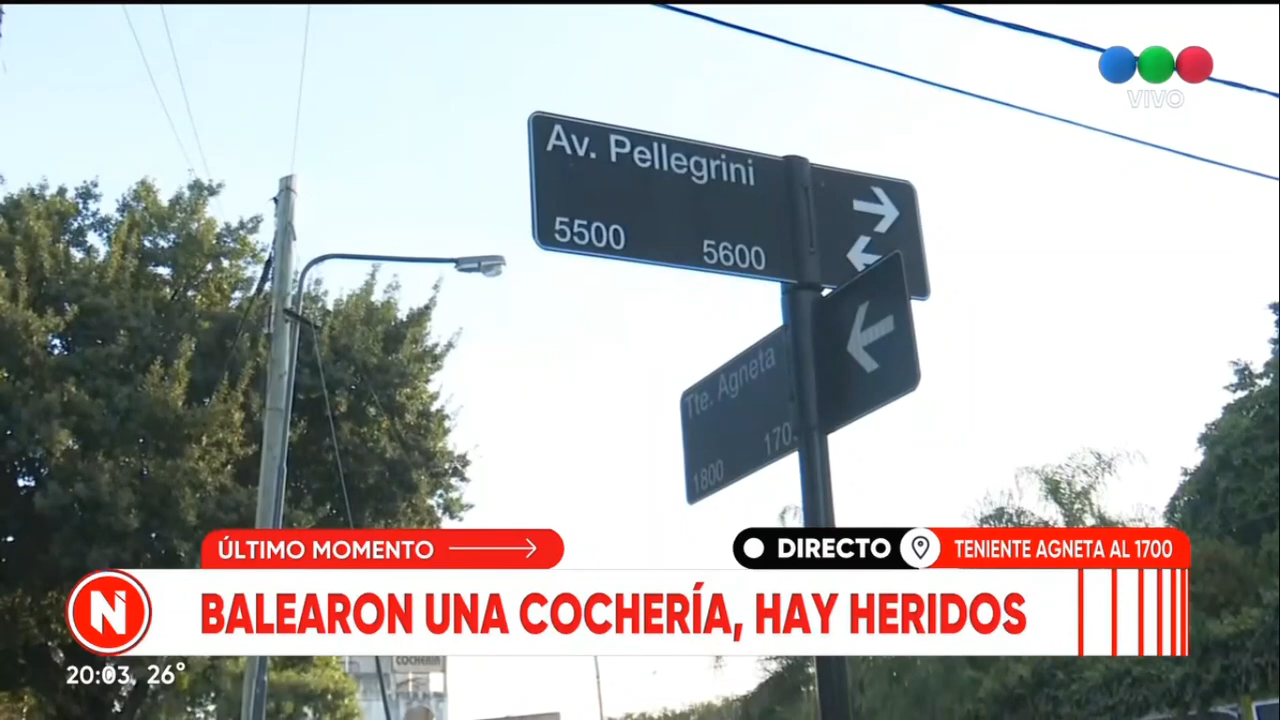 VIVO
Av. Pellegrini
5500 5600
Tte. Agneta
1800 170
ÚLTIMO MOMENTO
DIRECTO
TENIENTE AGNETA AL 1700
N
BALEARON UNA COCHERÍA, HAY HERIDOS
20:03 26°
COCHERIA